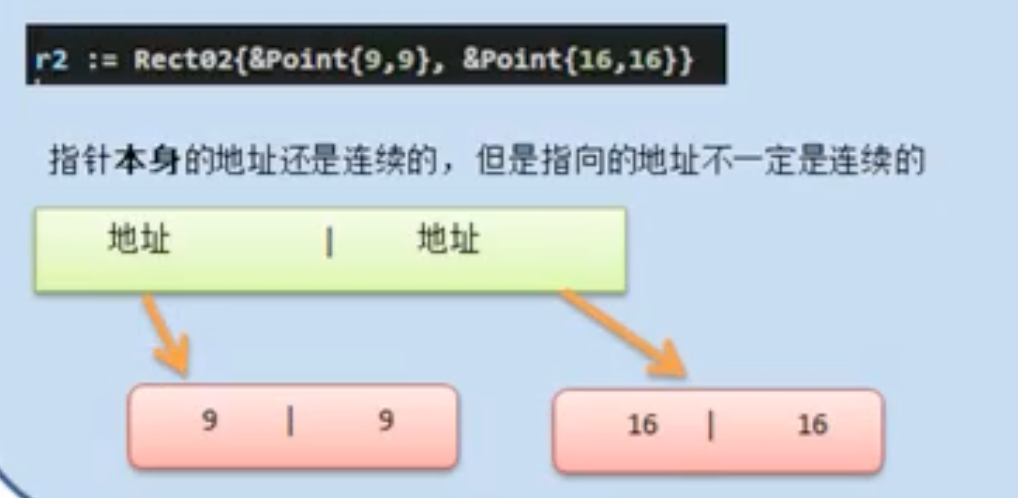 r2 := Rect02{&Point{9,9}, &Point{16,16}}
指针本身的地址还是连续的，但是指向的地址不一定是连续的
地址 | 地址
9 | 9 16 | 16